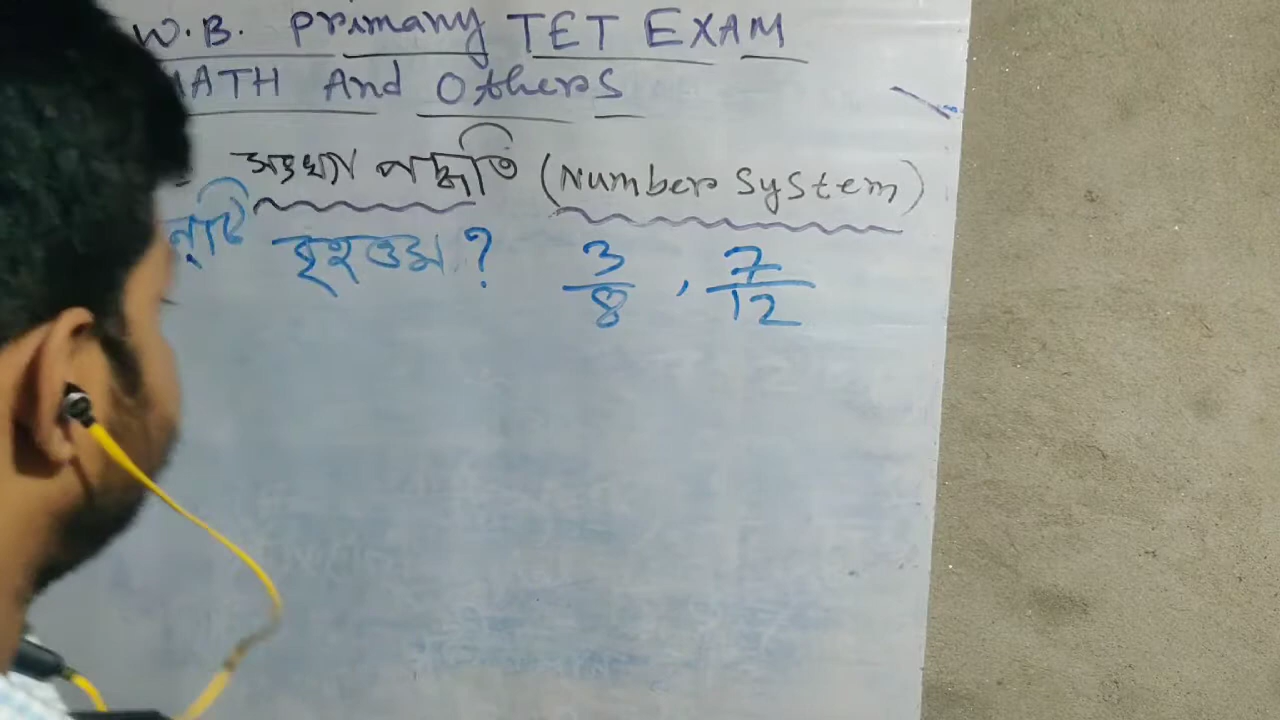 W.B. Primary TET EXAM
MATH And Others
সংখ্যা পদ্ধতি (Number System)
বৃহত্তম ? 3/8 , 7/12